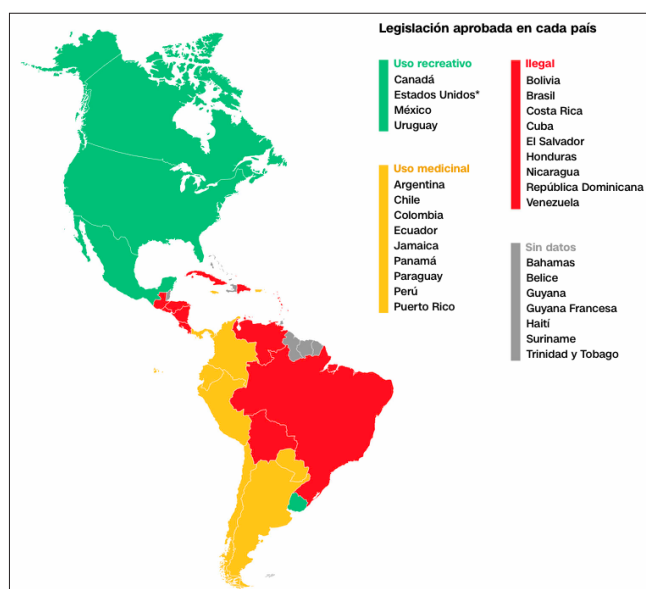 Legislación aprobada en cada país
Uso recreativo
Canadá
Estados Unidos*
México
Uruguay
Uso medicinal
Argentina
Chile
Colombia
Ecuador
Jamaica
Panamá
Paraguay
Perú
Puerto Rico
Ilegal
Bolivia
Brasil
Costa Rica
Cuba
El Salvador
Honduras
Nicaragua
República Dominicana
Venezuela
Sin datos
Bahamas
Belice
Guyana
Guyana Francesa
Haití
Suriname
Trinidad y Tobago